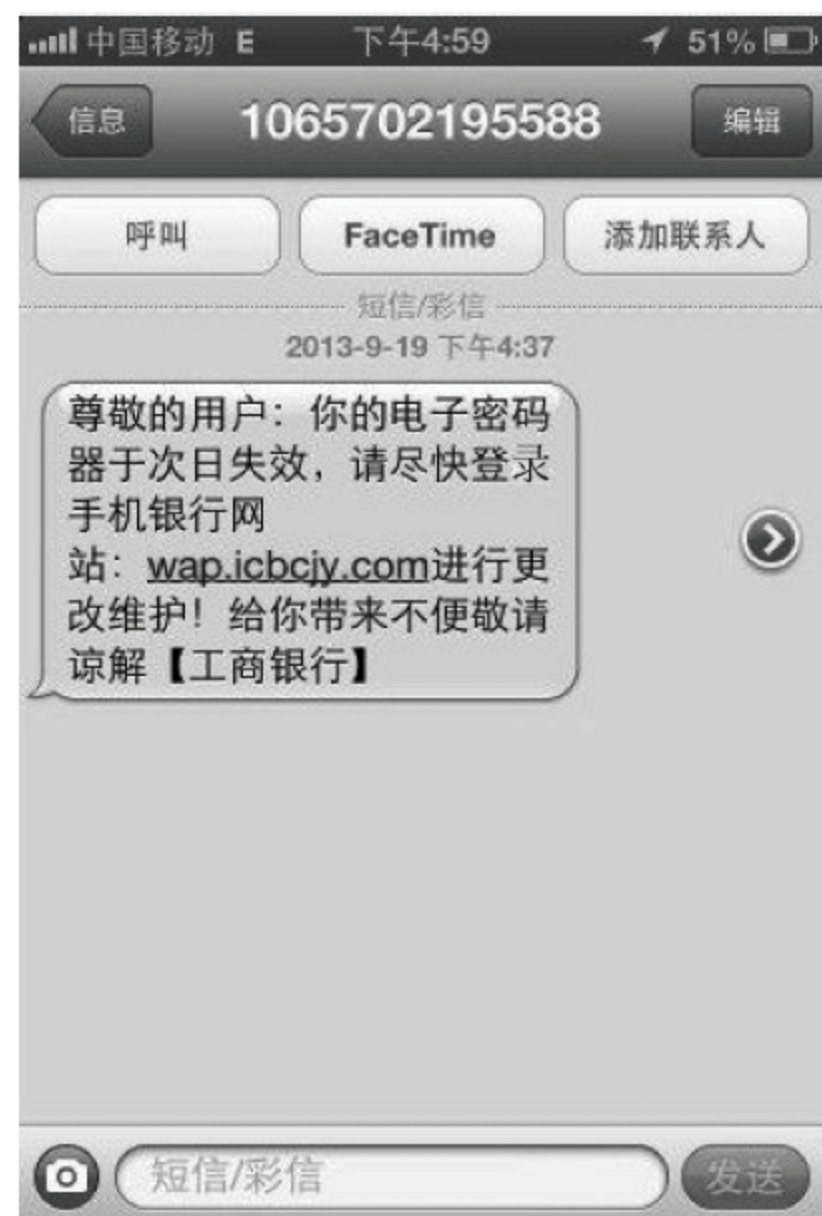 中国移动 E 下午4:59 51%
信息 1065702195588 编辑
呼叫 FaceTime 添加联系人
短信/彩信
2013-9-19 下午4:37
尊敬的用户：你的电子密码
器于次日失效，请尽快登录
手机银行网
站：wap.icbcjy.com进行更
改维护！给你带来不便敬请
谅解【工商银行】
短信/彩信 发送